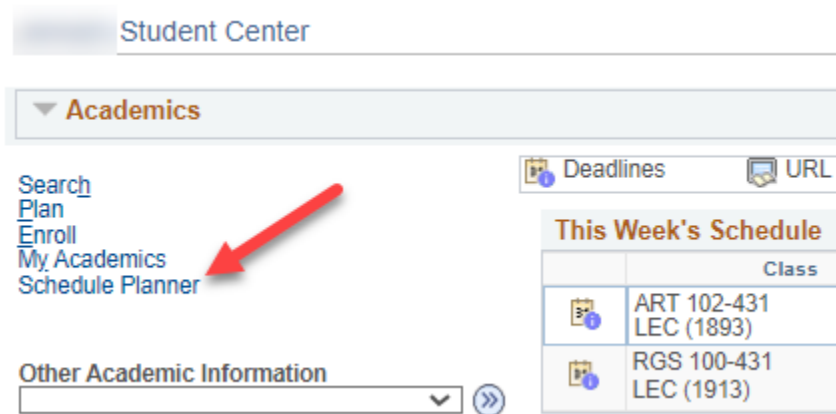 Student Center
Academics
Search
Plan
Enroll
My Academics
Schedule Planner
Other Academic Information
Deadlines
URL
This Week's Schedule
Class
ART 102-431
LEC (1893)
RGS 100-431
LEC (1913)